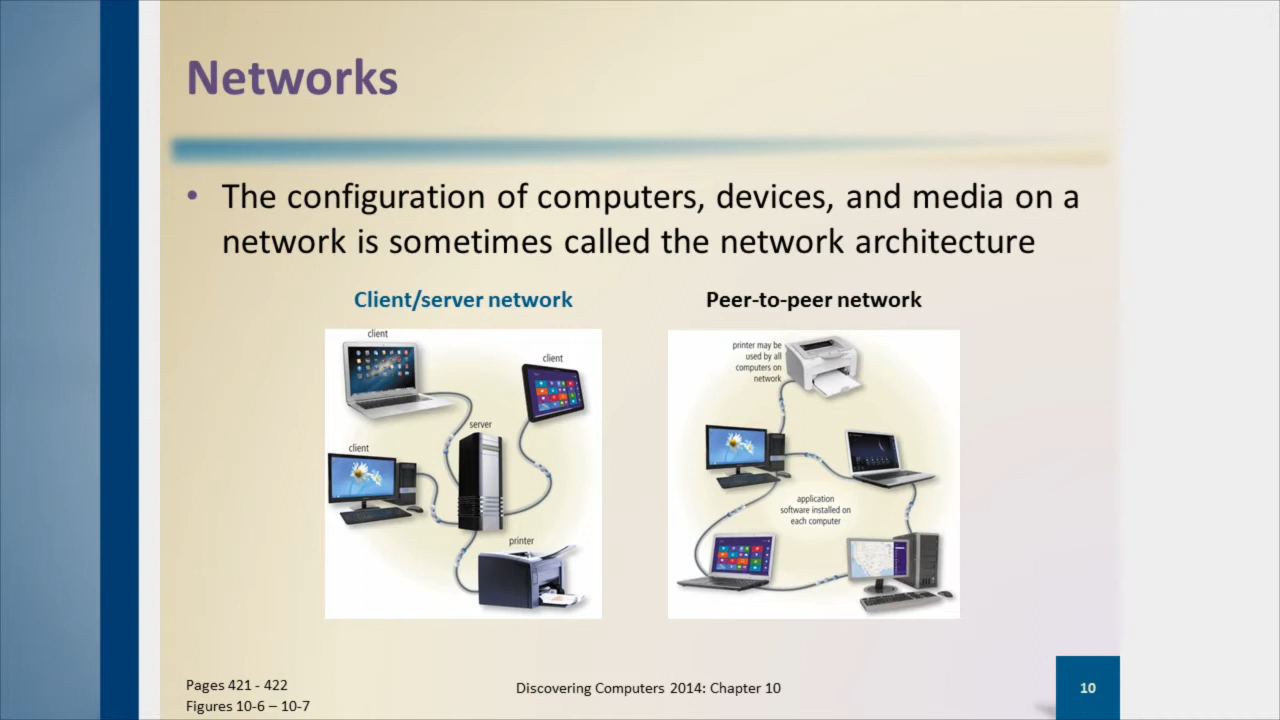 Networks
• The configuration of computers, devices, and media on a
network is sometimes called the network architecture
Client/server network
client
client
server
client
printer
Peer-to-peer network
printer may be
used by all
computers on
network
application
software installed on
each computer
Pages 421 - 422
Figures 10-6 – 10-7
Discovering Computers 2014: Chapter 10
10